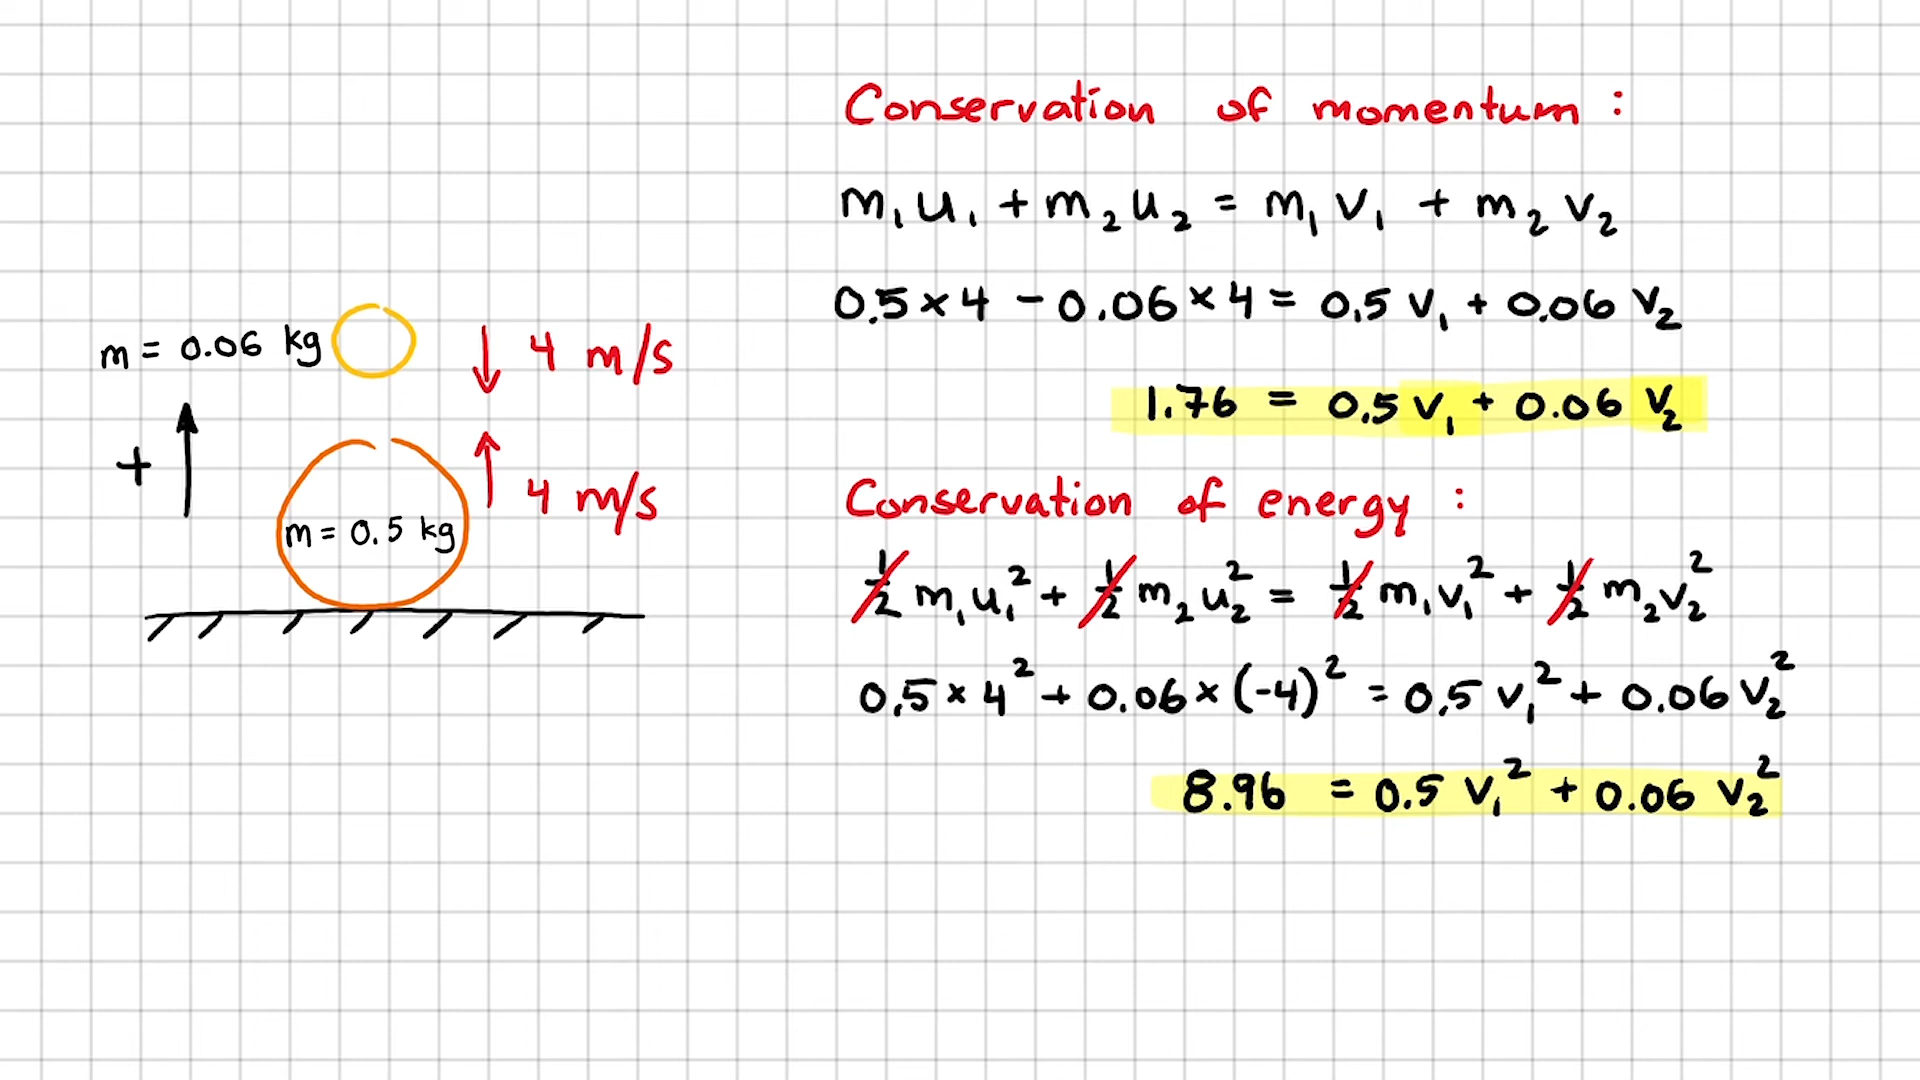 Conservation of momentum :
m₁u₁ + m₂u₂ = m₁v₁ + m₂v₂
0.5 × 4 - 0.06 × 4 = 0.5 v₁ + 0.06 v₂
1.76 = 0.5 v₁ + 0.06 v₂
Conservation of energy :
½ m₁u₁² + ½ m₂u₂² = ½ m₁v₁² + ½ m₂v₂²
0.5 × 4² + 0.06 × (-4)² = 0.5 v₁² + 0.06 v₂²
8.96 = 0.5 v₁² + 0.06 v₂²
m = 0.06 kg
↓ 4 m/s
+
↑ 4 m/s
m = 0.5 kg